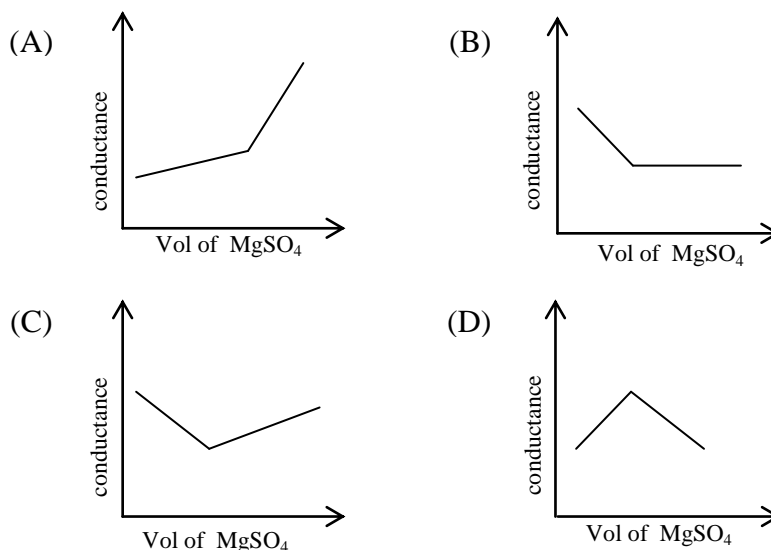 (A)
conductance
Vol of MgSO₄
(B)
conductance
Vol of MgSO₄
(C)
conductance
Vol of MgSO₄
(D)
conductance
Vol of MgSO₄